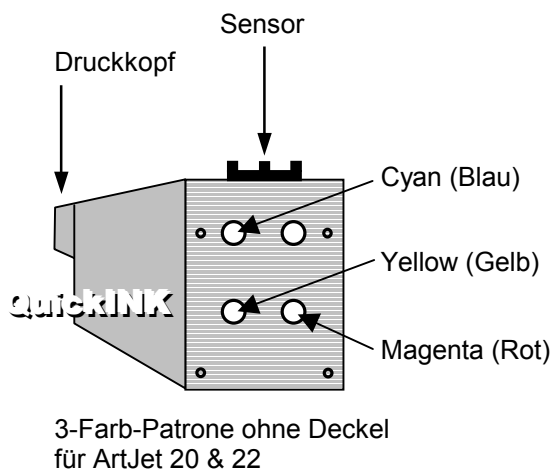 Sensor
Druckkopf
Cyan (Blau)
Yellow (Gelb)
QuickINK
Magenta (Rot)
3-Farb-Patrone ohne Deckel
für ArtJet 20 & 22